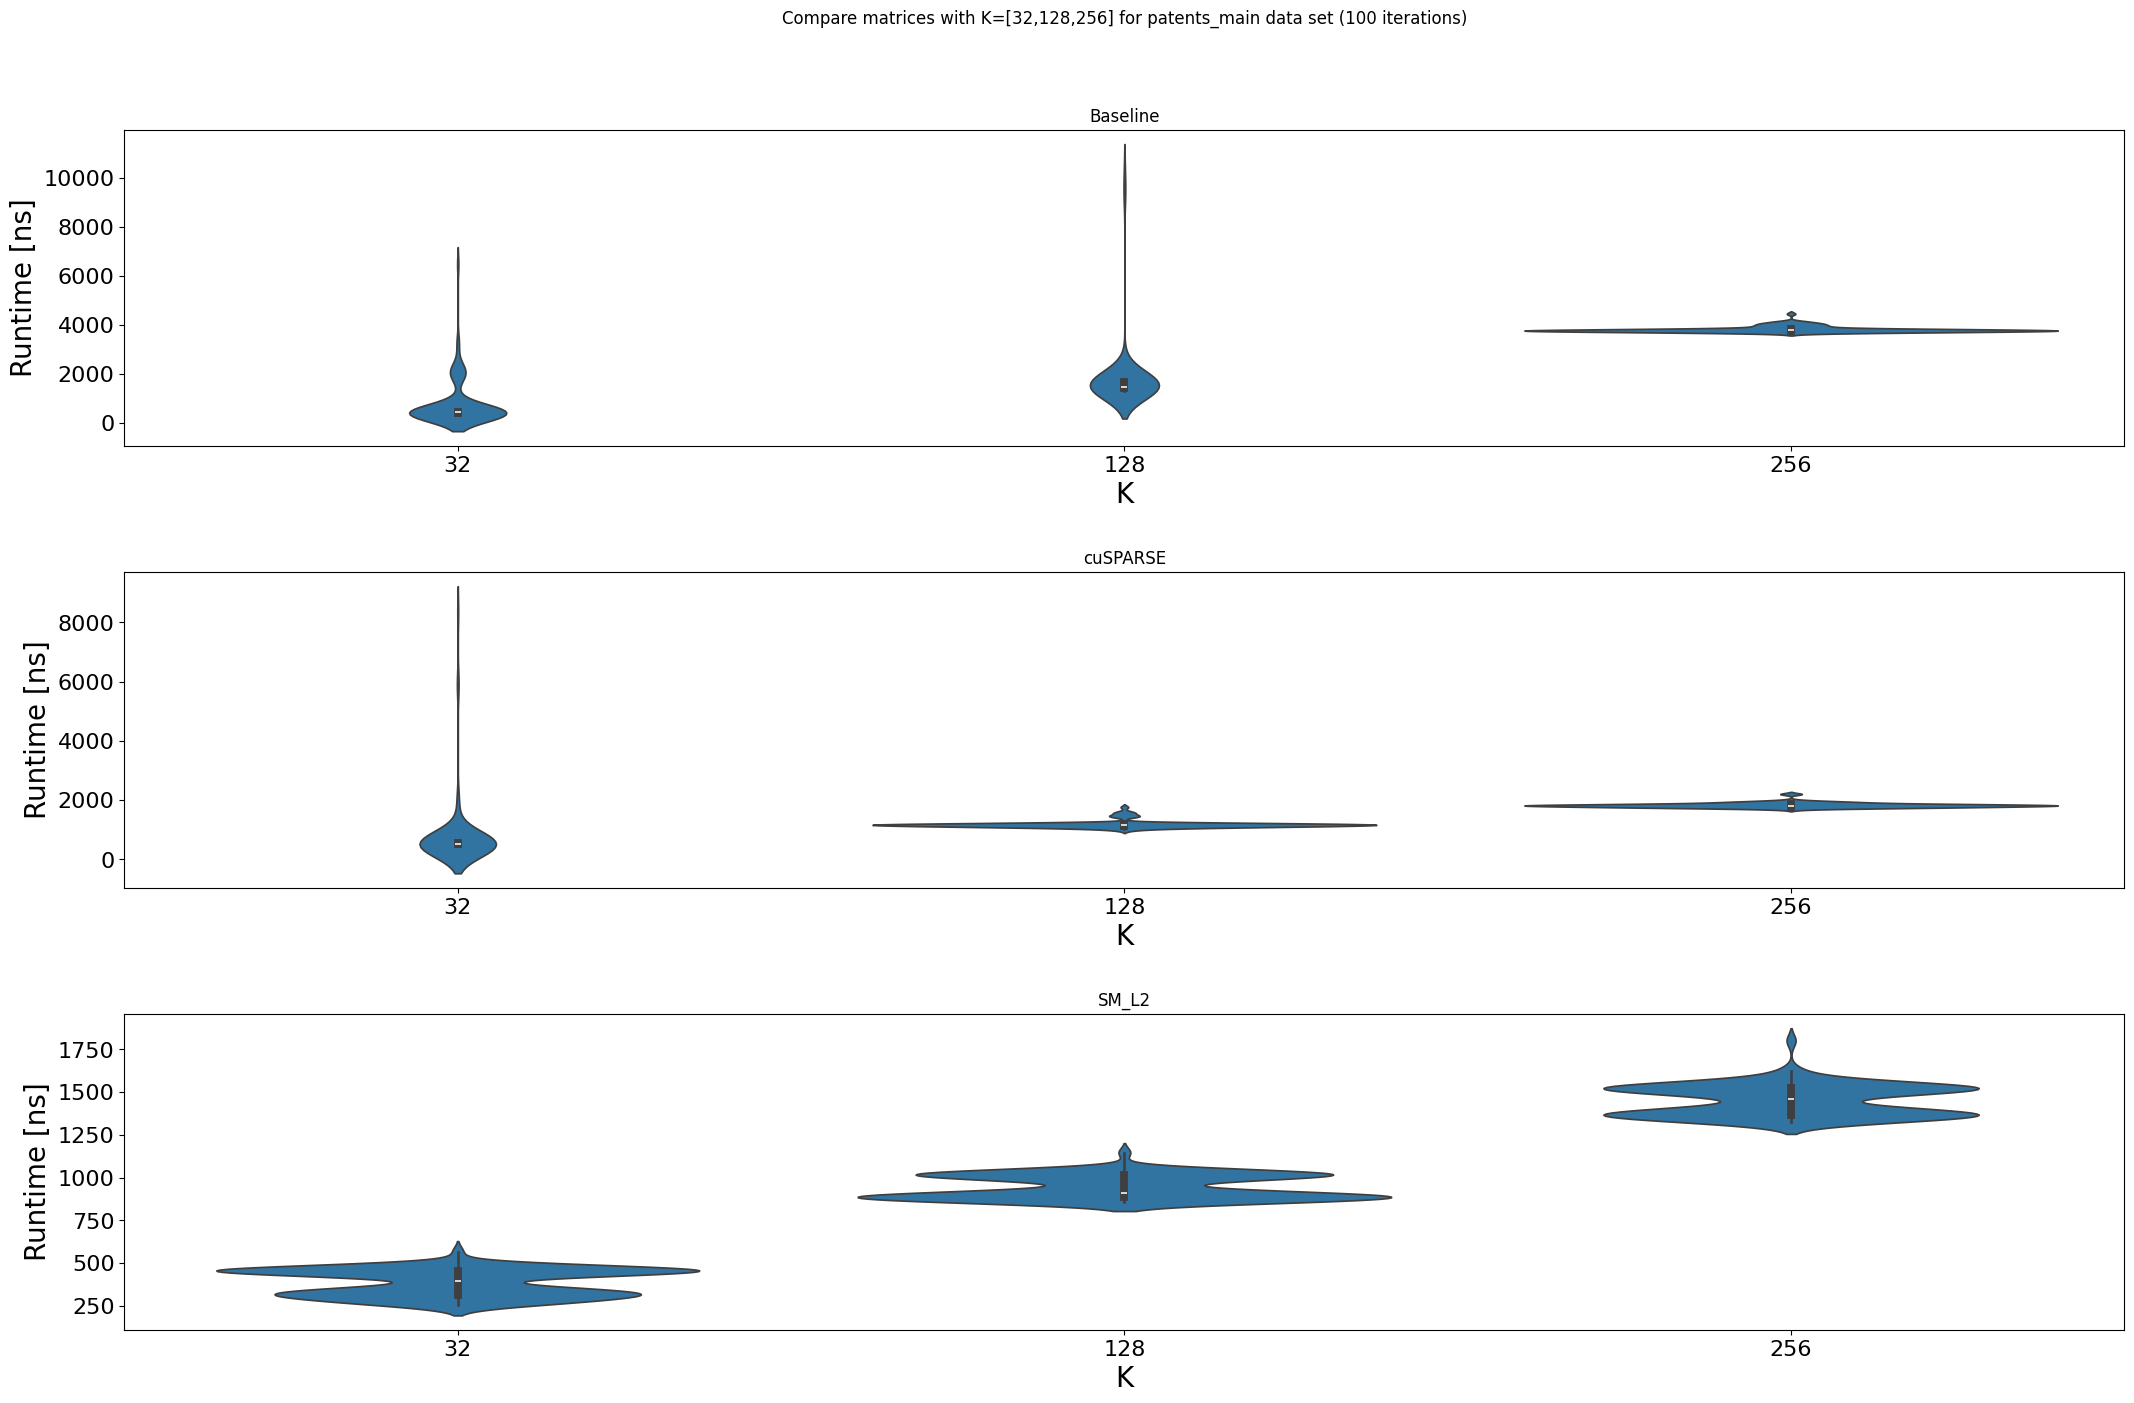 Compare matrices with K=[32,128,256] for patents_main data set (100 iterations)
Baseline
Runtime [ns]
10000
8000
6000
4000
2000
0
32 128 256
K
cuSPARSE
Runtime [ns]
8000
6000
4000
2000
0
32 128 256
K
SM_L2
Runtime [ns]
1750
1500
1250
1000
750
500
250
32 128 256
K